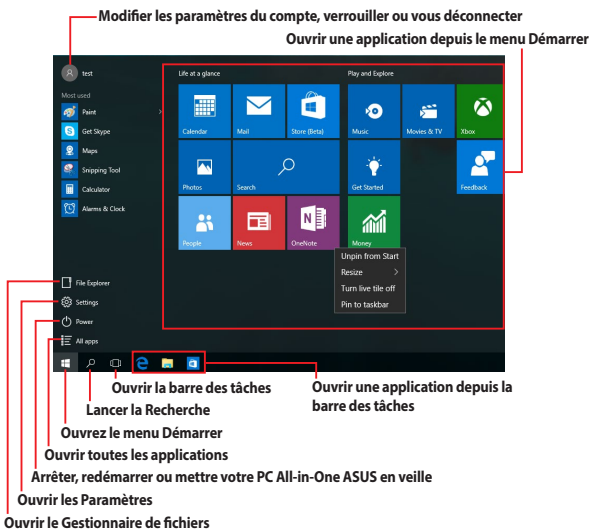 Modifier les paramètres du compte, verrouiller ou vous déconnecter
Ouvrir une application depuis le menu Démarrer
test
Life at a glance
Play and Explore
Most used
Paint
Get Skype
Maps
Snipping Tool
Calculator
Alarms & Clock
Calendar
Mail
Store (Beta)
Music
Movies & TV
Xbox
Photos
Search
Get Started
Feedback
People
News
OneNote
Money
Unpin from Start
Resize
Turn live tile off
Pin to taskbar
File Explorer
Settings
Power
All apps
Ouvrir la barre des tâches
Ouvrir une application depuis la
barre des tâches
Lancer la Recherche
Ouvrez le menu Démarrer
Ouvrir toutes les applications
Arrêter, redémarrer ou mettre votre PC All-in-One ASUS en veille
Ouvrir les Paramètres
Ouvrir le Gestionnaire de fichiers